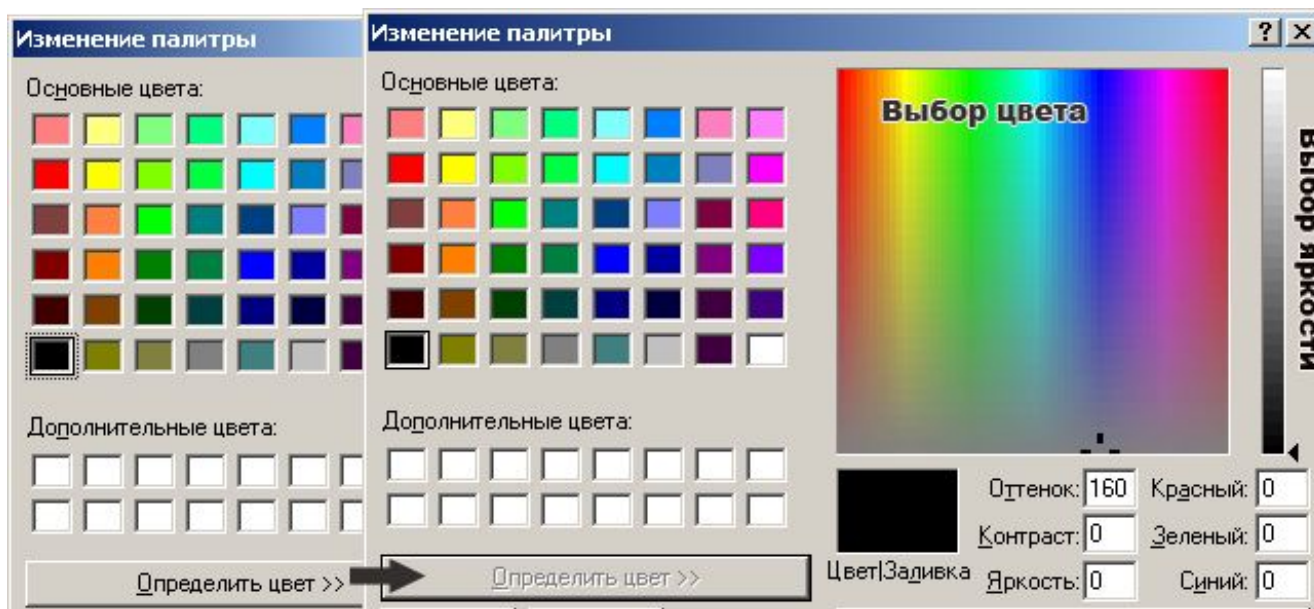 Изменение палитры
Основные цвета:
Дополнительные цвета:
Определить цвет >>
Изменение палитры
? ×
Основные цвета:
Дополнительные цвета:
Определить цвет >>
Выбор цвета
Выбор яркости
Цвет|Заливка
Оттенок: 160 Красный: 0
Контраст: 0 Зеленый: 0
Яркость: 0 Синий: 0